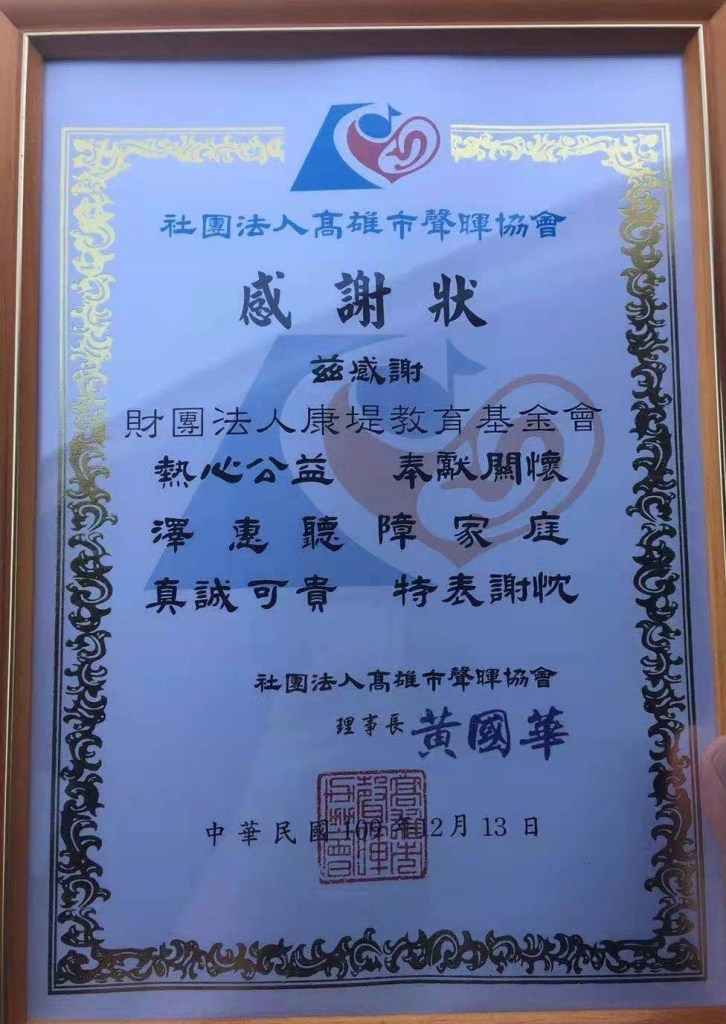 社團法人高雄市聲暉協會
感謝狀
茲感謝
財團法人康堤教育基金會
熱心公益 奉獻關懷
澤惠聽障家庭
真誠可貴 特表謝忱
社團法人高雄市聲暉協會
理事長 黃國華
中華民國109年12月13日